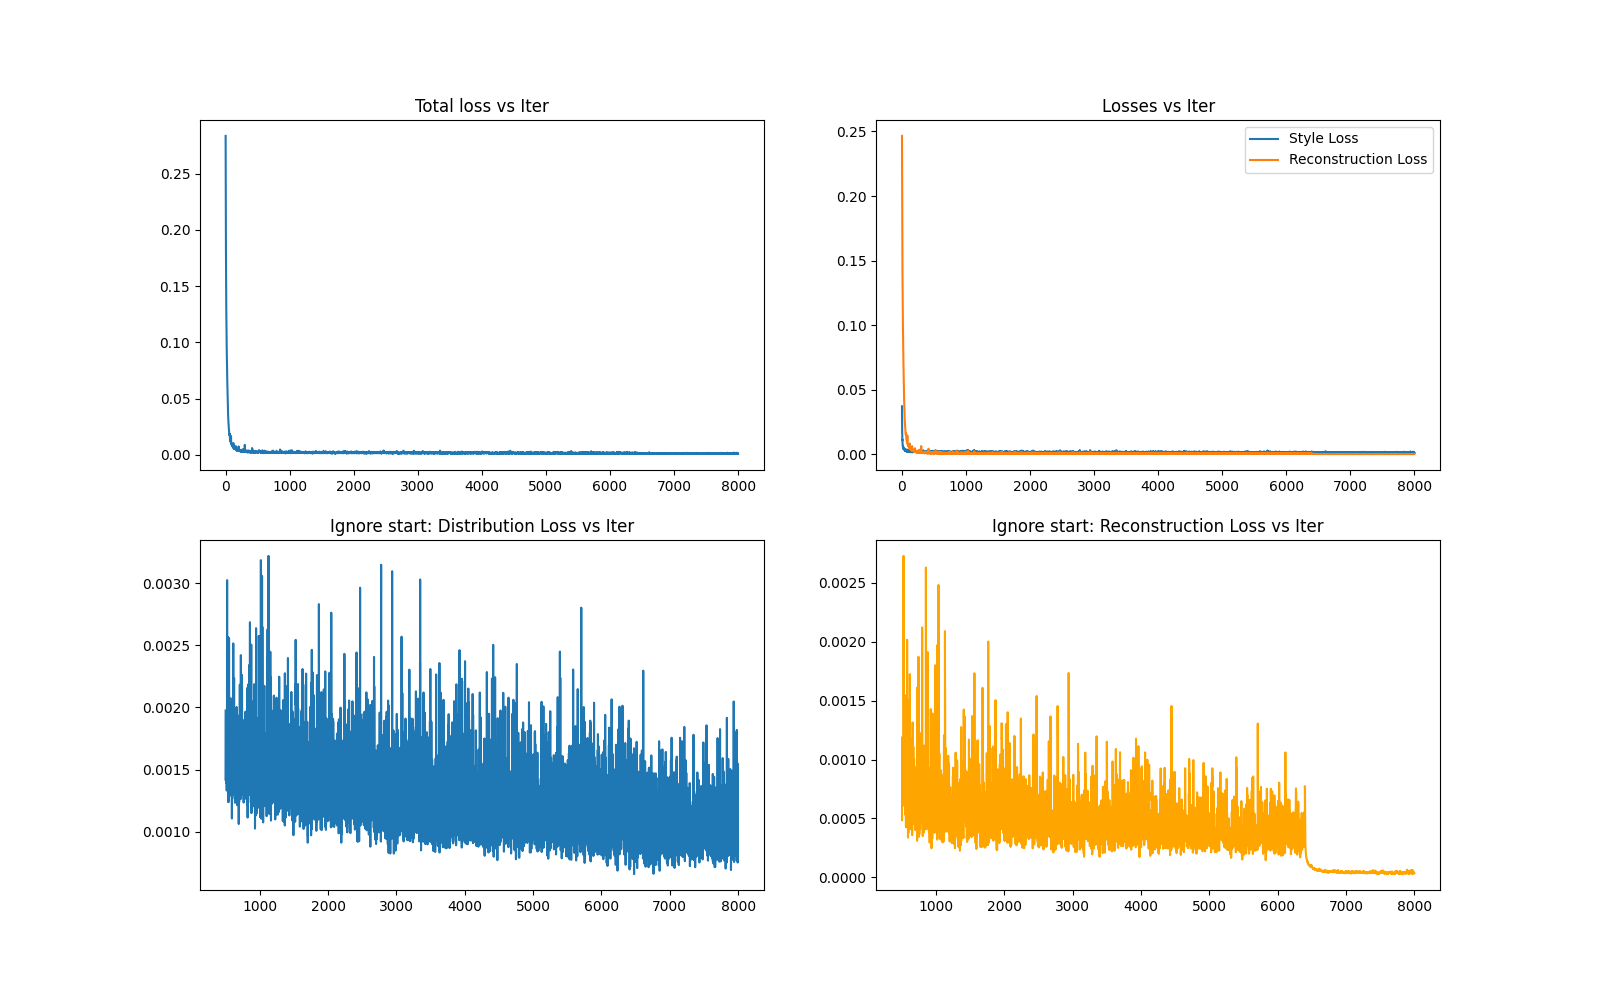 Total loss vs Iter
0.25
0.20
0.15
0.10
0.05
0.00
0 1000 2000 3000 4000 5000 6000 7000 8000
Losses vs Iter
Style Loss
Reconstruction Loss
0.25
0.20
0.15
0.10
0.05
0.00
0 1000 2000 3000 4000 5000 6000 7000 8000
Ignore start: Distribution Loss vs Iter
0.0030
0.0025
0.0020
0.0015
0.0010
1000 2000 3000 4000 5000 6000 7000 8000
Ignore start: Reconstruction Loss vs Iter
0.0025
0.0020
0.0015
0.0010
0.0005
0.0000
1000 2000 3000 4000 5000 6000 7000 8000